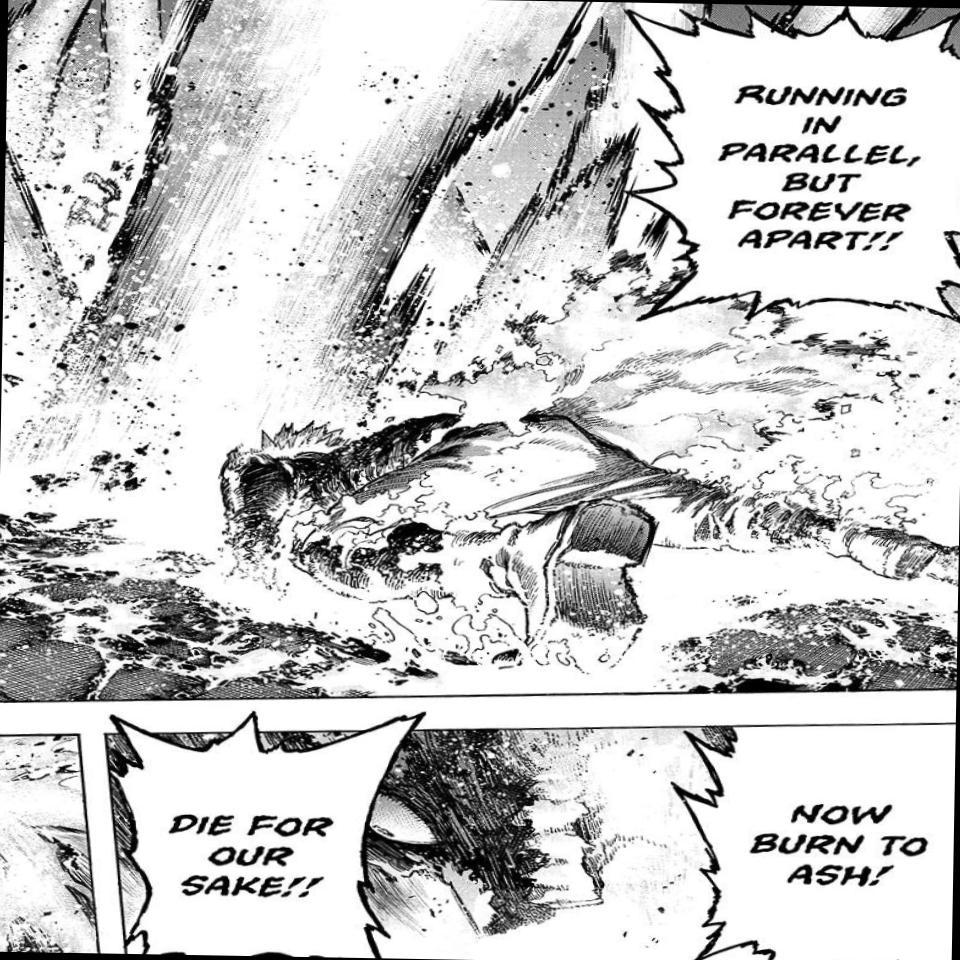 RUNNING
IN
PARALLEL,
BUT
FOREVER
APART!!
NOW
BURN TO
ASH!
DIE FOR
OUR
SAKE!!